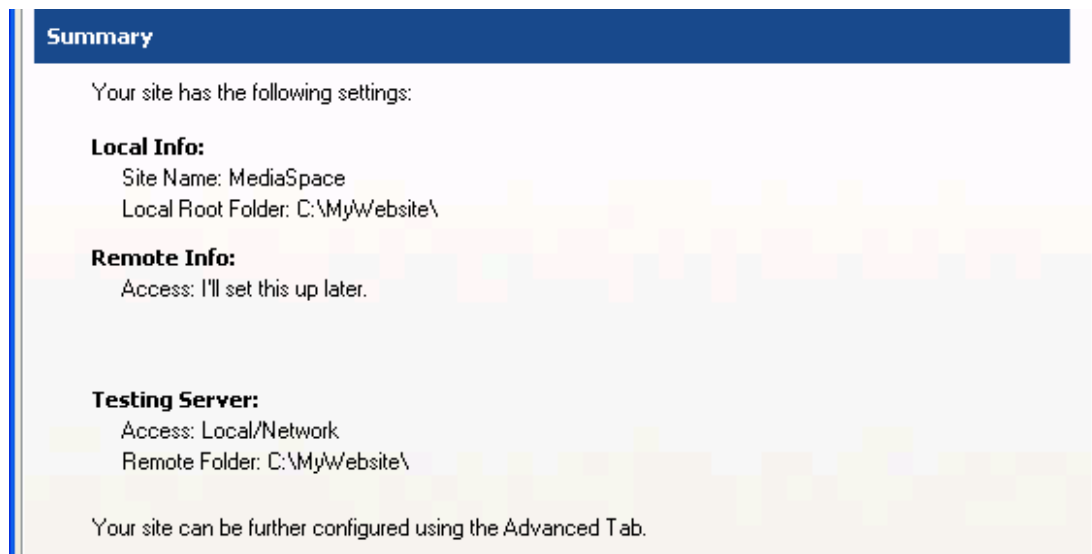 Summary
Your site has the following settings:
Local Info:
Site Name: MediaSpace
Local Root Folder: C:\MyWebsite\
Remote Info:
Access: I'll set this up later.
Testing Server:
Access: Local/Network
Remote Folder: C:\MyWebsite\
Your site can be further configured using the Advanced Tab.